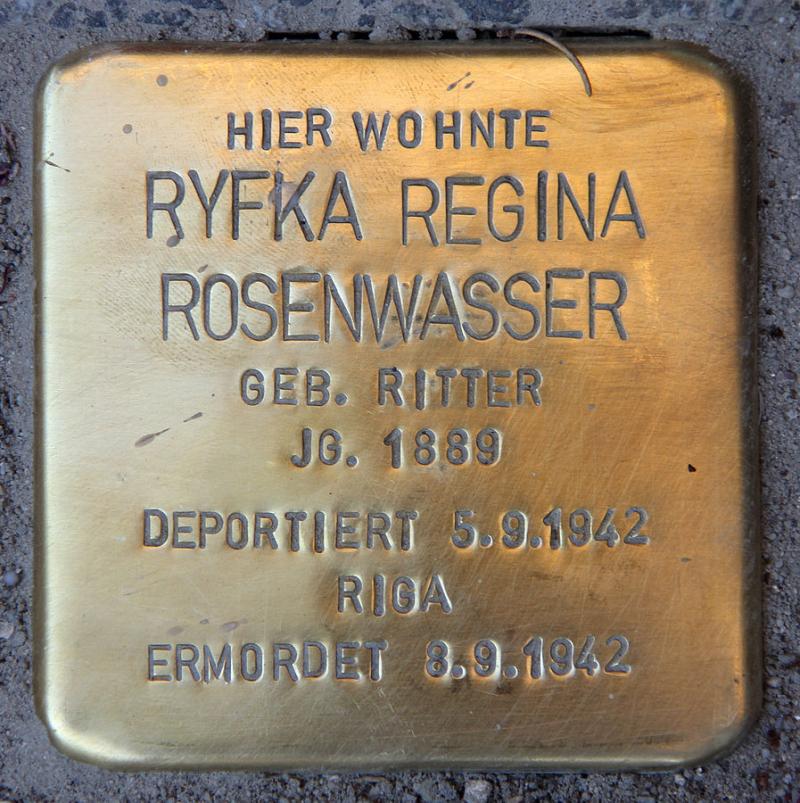 HIER WOHNTE
RYFKA REGINA
ROSENWASSER
GEB. RITTER
JG. 1889
DEPORTIERT 5.9.1942
RIGA
ERMORDET 8.9.1942